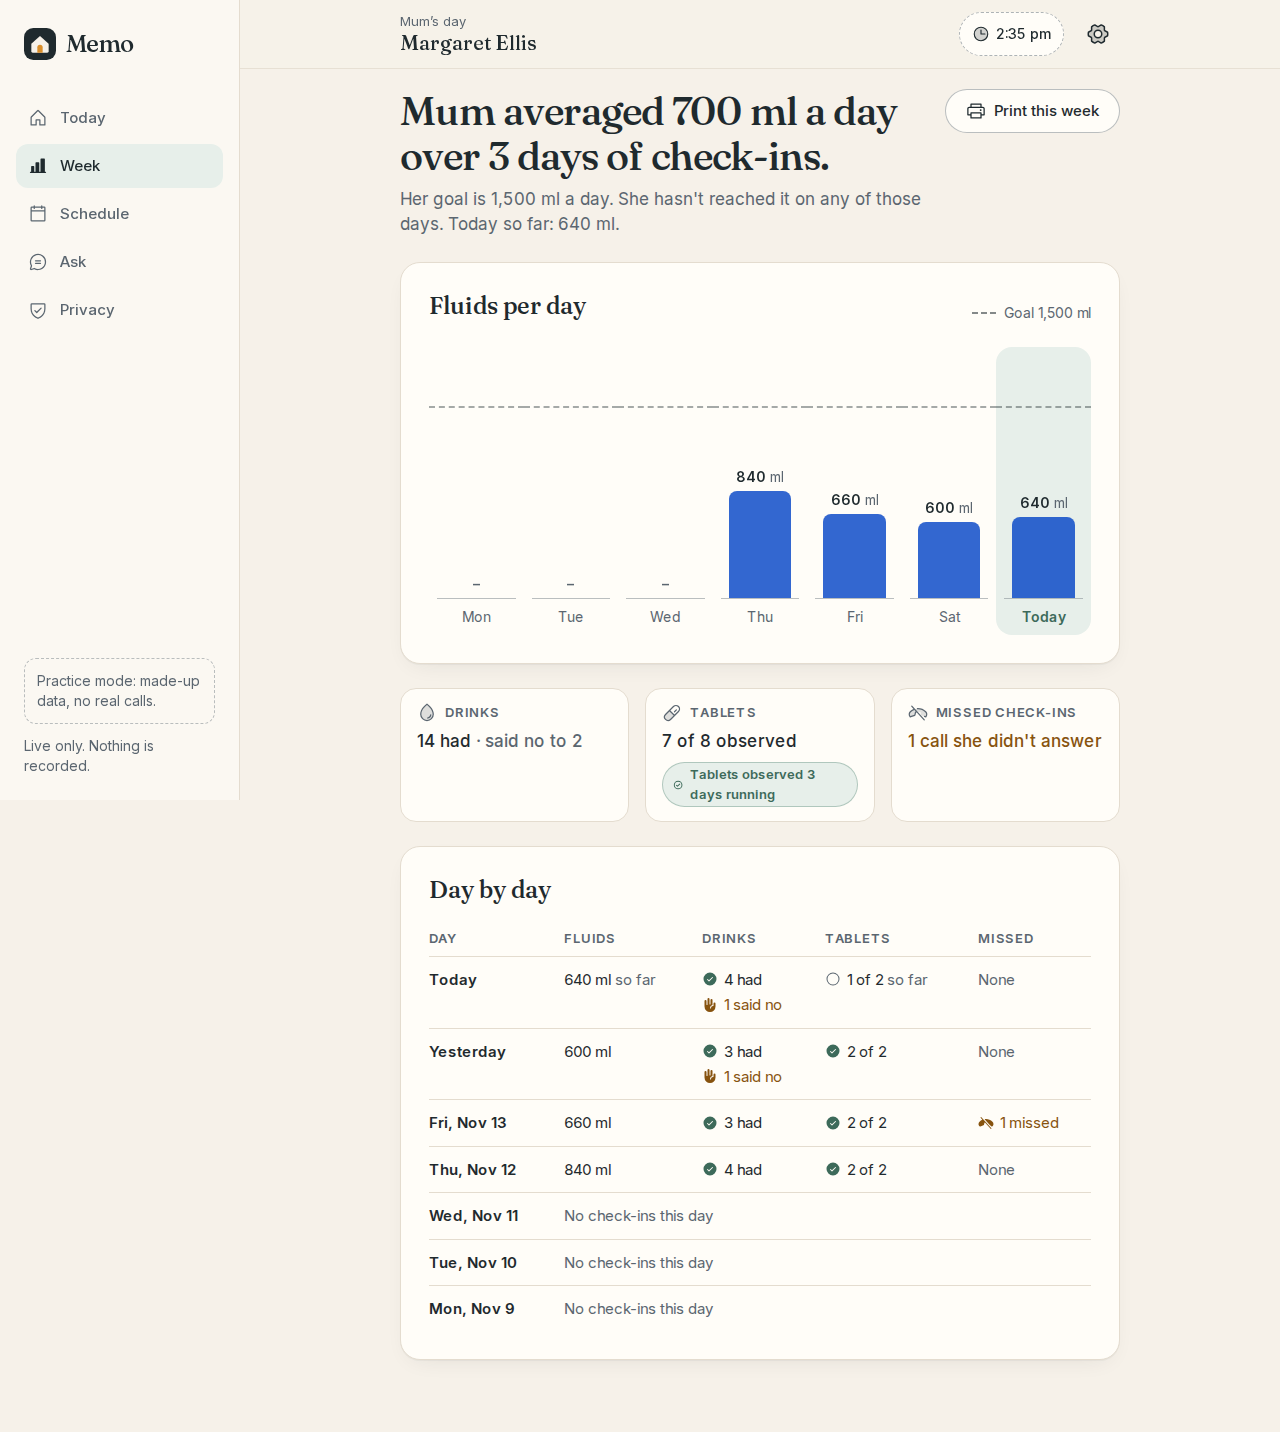 Memo
Today
Week
Schedule
Ask
Privacy
Practice mode: made-up
data, no real calls.
Live only. Nothing is
recorded.
Mum's day
Margaret Ellis
2:35 pm
Mum averaged 700 ml a day
over 3 days of check-ins.
Print this week
Her goal is 1,500 ml a day. She hasn't reached it on any of those
days. Today so far: 640 ml.
Fluids per day
Goal 1,500 ml
– – – 840 ml 660 ml 600 ml 640 ml
Mon Tue Wed Thu Fri Sat Today
DRINKS
14 had · said no to 2
TABLETS
7 of 8 observed
Tablets observed 3
days running
MISSED CHECK-INS
1 call she didn't answer
Day by day
DAY FLUIDS DRINKS TABLETS MISSED
Today 640 ml so far 4 had 1 of 2 so far None
1 said no
Yesterday 600 ml 3 had 2 of 2 None
1 said no
Fri, Nov 13 660 ml 3 had 2 of 2 1 missed
Thu, Nov 12 840 ml 4 had 2 of 2 None
Wed, Nov 11 No check-ins this day
Tue, Nov 10 No check-ins this day
Mon, Nov 9 No check-ins this day